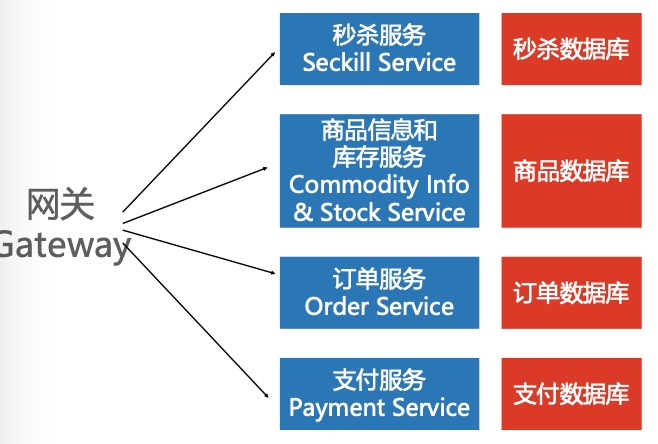 秒杀服务
Seckill Service
秒杀数据库
商品信息和
库存服务
Commodity Info
& Stock Service
商品数据库
网关
Gateway
订单服务
Order Service
订单数据库
支付服务
Payment Service
支付数据库